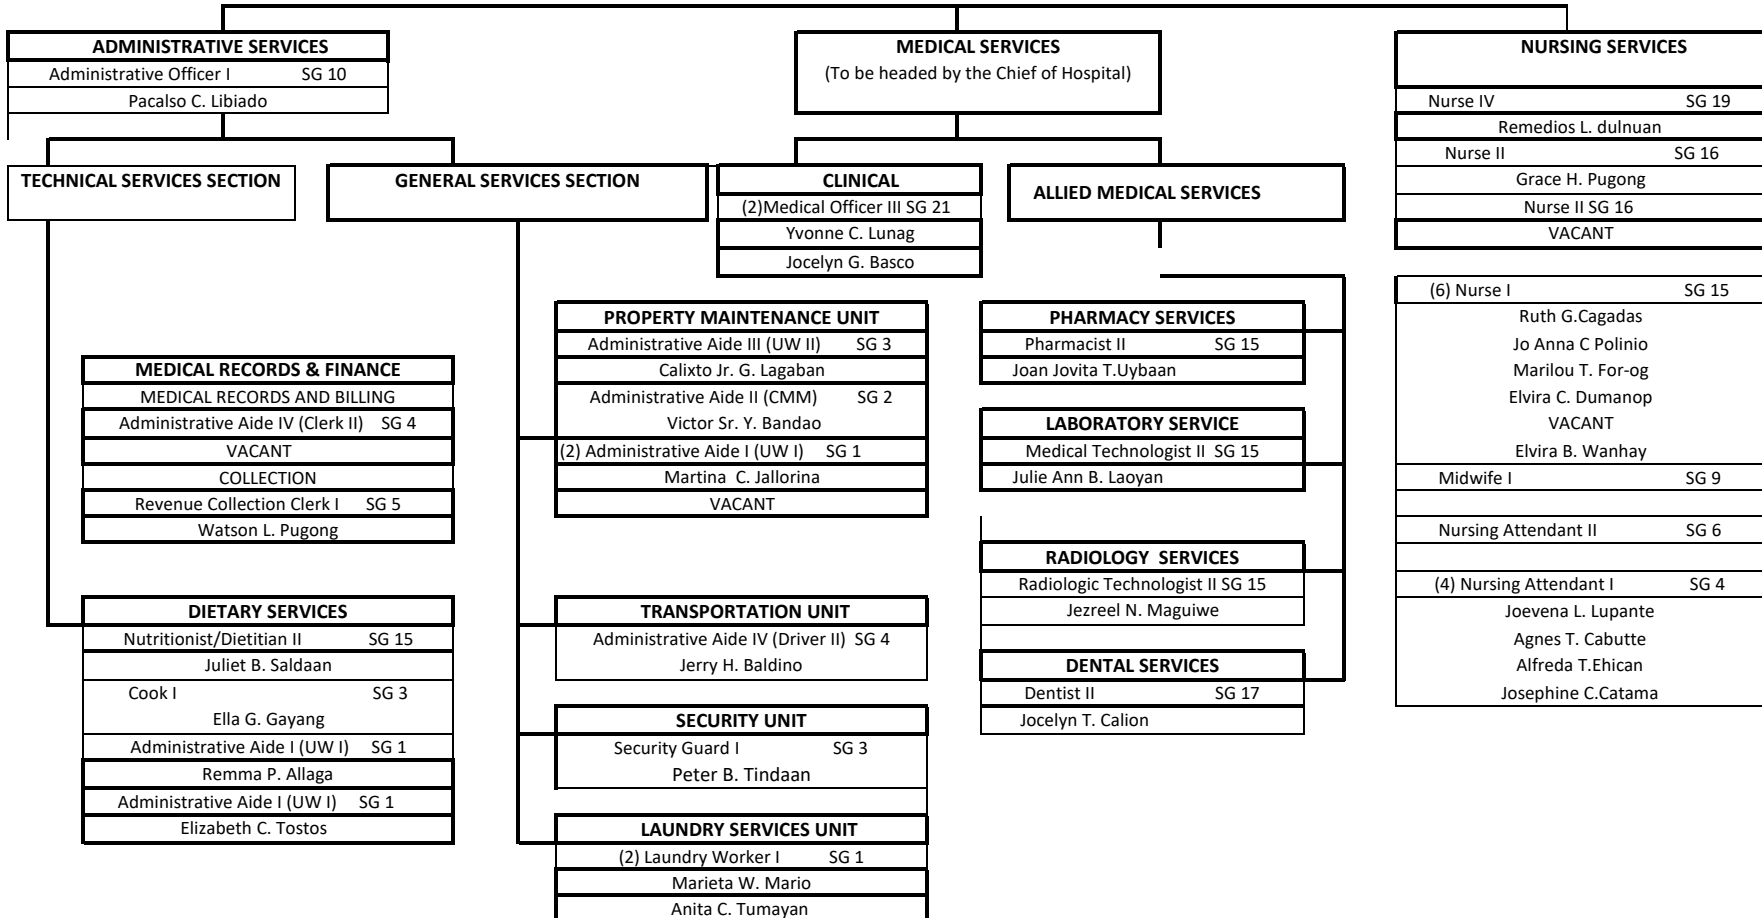 ADMINISTRATIVE SERVICES
Administrative Officer I SG 10
Pacalso C. Libiado
MEDICAL SERVICES
(To be headed by the Chief of Hospital)
NURSING SERVICES
Nurse IV SG 19
Remedios L. dulnuan
Nurse II SG 16
Grace H. Pugong
Nurse II SG 16
VACANT
TECHNICAL SERVICES SECTION
GENERAL SERVICES SECTION
CLINICAL
(2)Medical Officer III SG 21
Yvonne C. Lunag
Jocelyn G. Basco
ALLIED MEDICAL SERVICES
MEDICAL RECORDS & FINANCE
MEDICAL RECORDS AND BILLING
Administrative Aide IV (Clerk II) SG 4
VACANT
COLLECTION
Revenue Collection Clerk I SG 5
Watson L. Pugong
DIETARY SERVICES
Nutritionist/Dietitian II SG 15
Juliet B. Saldaan
Cook I SG 3
Ella G. Gayang
Administrative Aide I (UW I) SG 1
Remma P. Allaga
Administrative Aide I (UW I) SG 1
Elizabeth C. Tostos
PROPERTY MAINTENANCE UNIT
Administrative Aide III (UW II) SG 3
Calixto Jr. G. Lagaban
Administrative Aide II (CMM) SG 2
Victor Sr. Y. Bandao
(2) Administrative Aide I (UW I) SG 1
Martina C. Jallorina
VACANT
TRANSPORTATION UNIT
Administrative Aide IV (Driver II) SG 4
Jerry H. Baldino
SECURITY UNIT
Security Guard I SG 3
Peter B. Tindaan
LAUNDRY SERVICES UNIT
(2) Laundry Worker I SG 1
Marieta W. Mario
Anita C. Tumayan
PHARMACY SERVICES
Pharmacist II SG 15
Joan Jovita T.Uybaan
LABORATORY SERVICE
Medical Technologist II SG 15
Julie Ann B. Laoyan
RADIOLOGY SERVICES
Radiologic Technologist II SG 15
Jezreel N. Maguiwe
DENTAL SERVICES
Dentist II SG 17
Jocelyn T. Calion
(6) Nurse I SG 15
Ruth G.Cagadas
Jo Anna C Polinio
Marilou T. For-og
Elvira C. Dumanop
VACANT
Elvira B. Wanhay
Midwife I SG 9
Nursing Attendant II SG 6
(4) Nursing Attendant I SG 4
Joevena L. Lupante
Agnes T. Cabutte
Alfreda T.Ehican
Josephine C.Catama